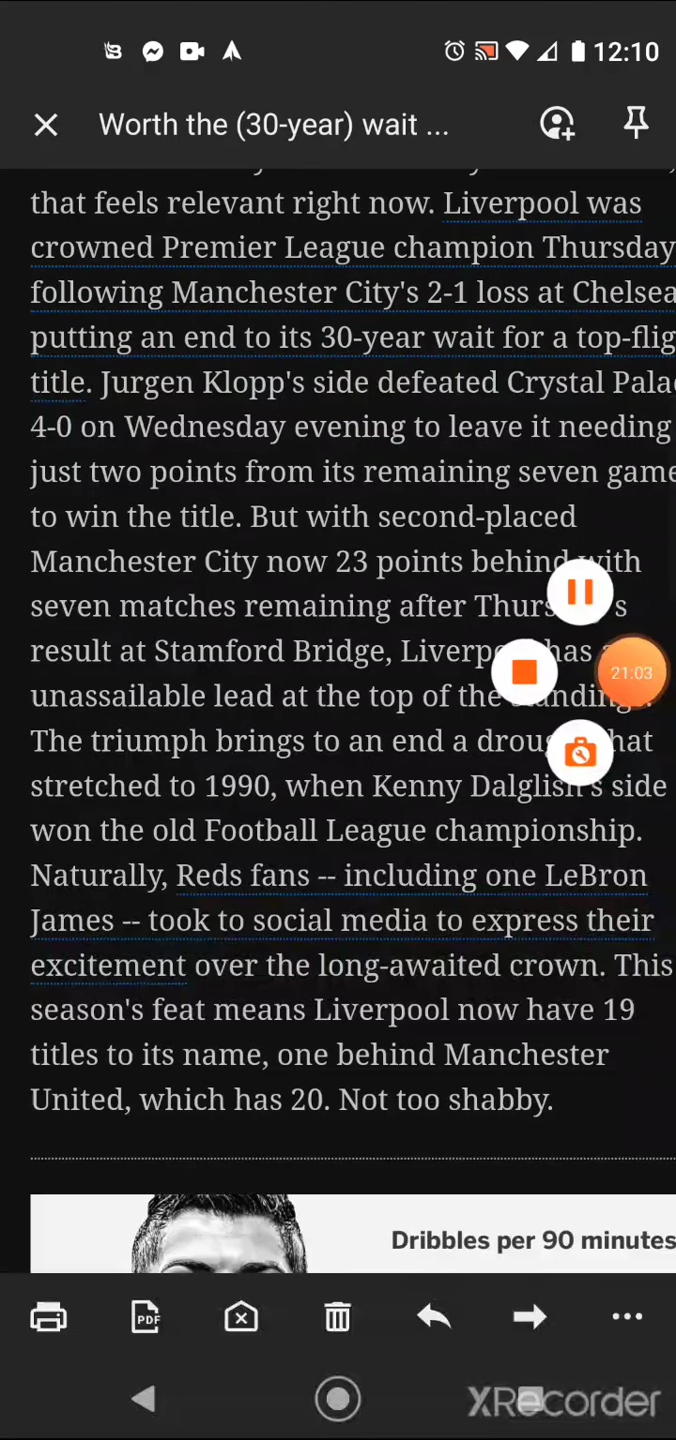 12:10
Worth the (30-year) wait ...
that feels relevant right now. Liverpool was
crowned Premier League champion Thursday
following Manchester City's 2-1 loss at Chelsea
putting an end to its 30-year wait for a top-flig
title. Jurgen Klopp's side defeated Crystal Pala
4-0 on Wednesday evening to leave it needing
just two points from its remaining seven game
to win the title. But with second-placed
Manchester City now 23 points behind with
seven matches remaining after Thurs 's
result at Stamford Bridge, Liverp has
unassailable lead at the top of the standings.
21:03
The triumph brings to an end a drou hat
stretched to 1990, when Kenny Dalglish's side
won the old Football League championship.
Naturally, Reds fans -- including one LeBron
James -- took to social media to express their
excitement over the long-awaited crown. This
season's feat means Liverpool now have 19
titles to its name, one behind Manchester
United, which has 20. Not too shabby.
Dribbles per 90 minutes
PDF
XRecorder